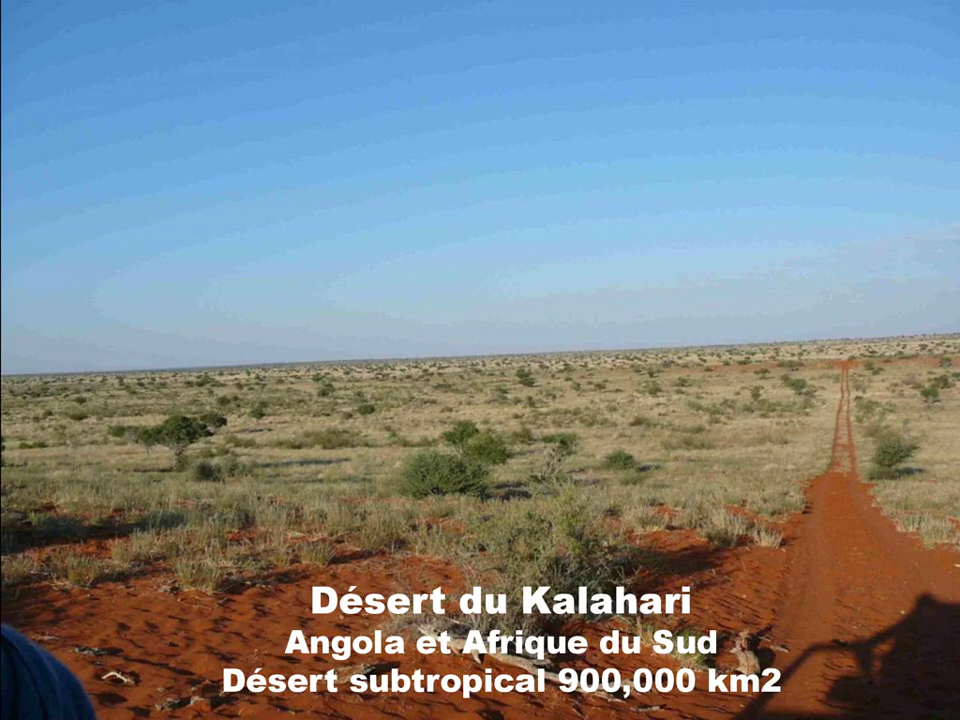 Désert du Kalahari
Angola et Afrique du Sud
Désert subtropical 900,000 km2